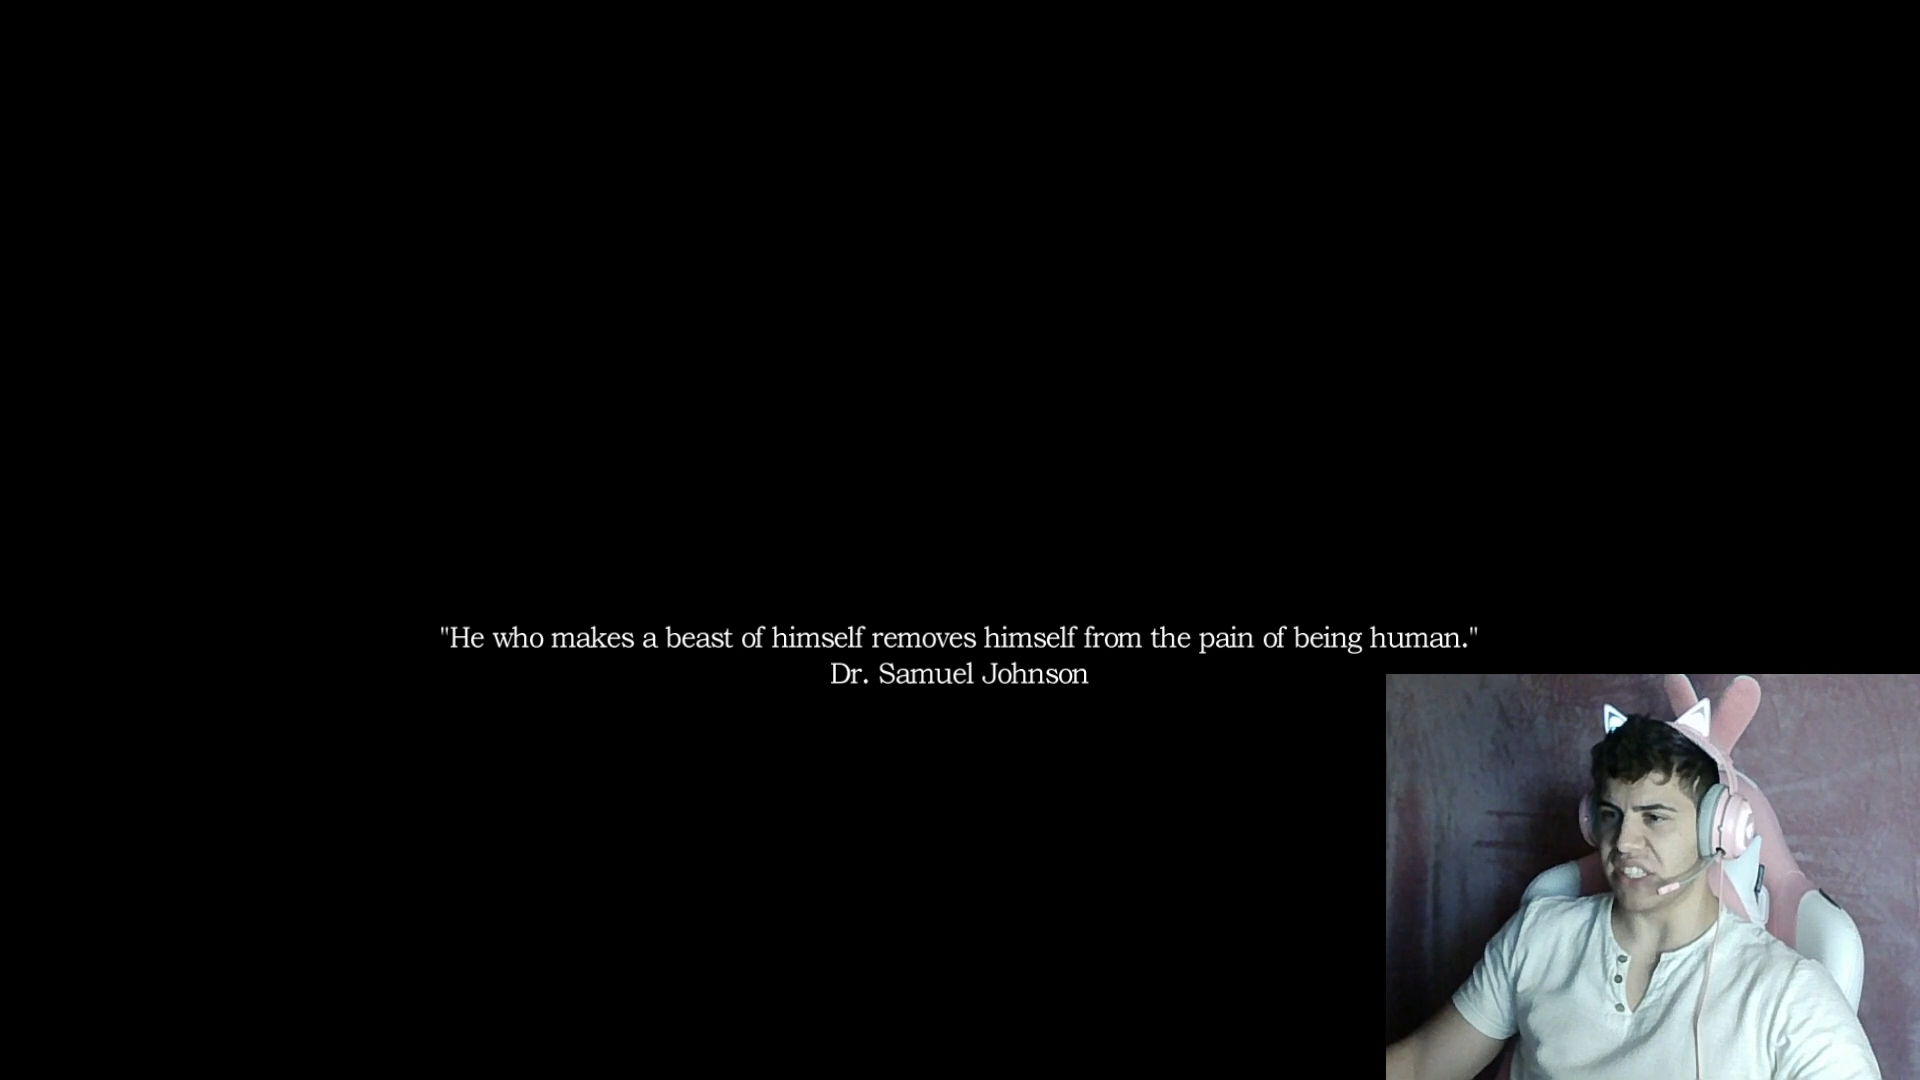 "He who makes a beast of himself removes himself from the pain of being human."
Dr. Samuel Johnson